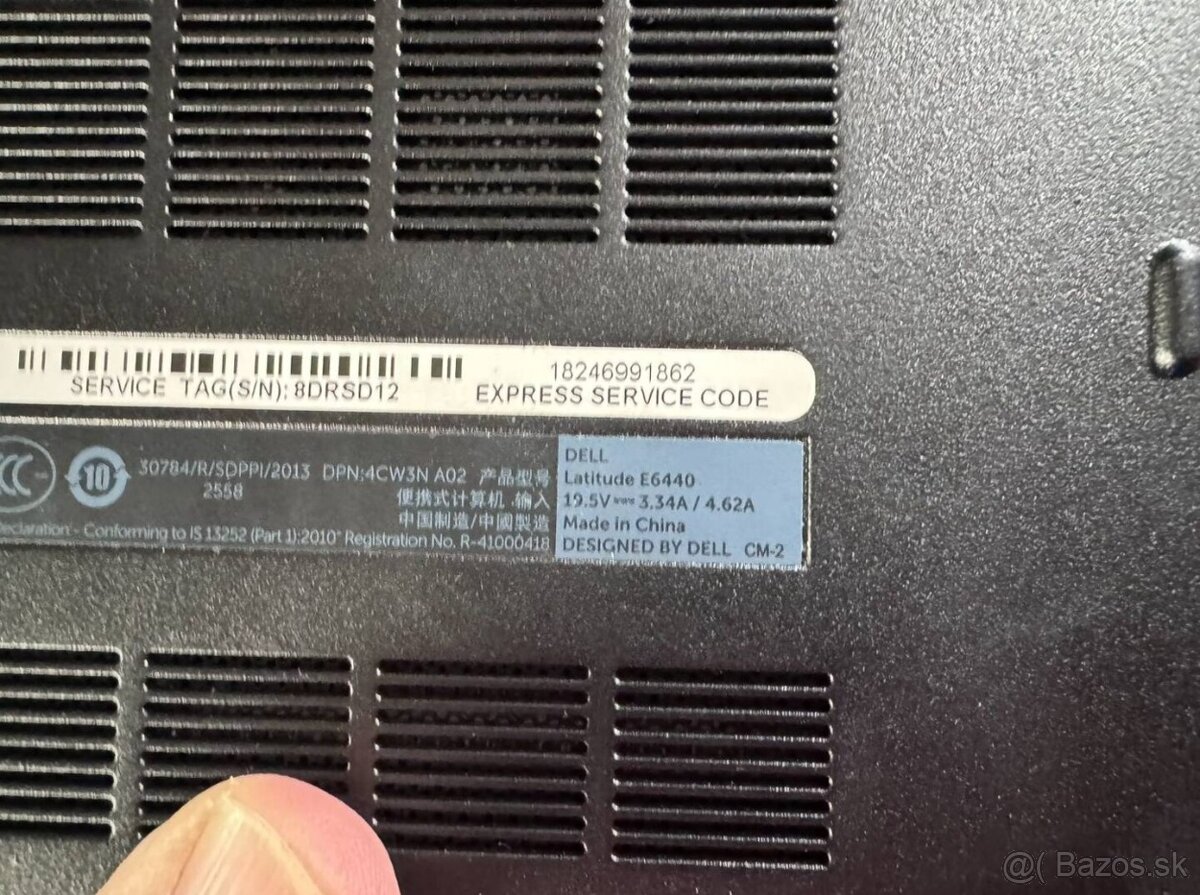 18246991862
SERVICE TAG(S/N): 8DRSD12
EXPRESS SERVICE CODE
10
30784/R/SDPPI/2013
2558
DPN:4CW3N A02 产品型号
便携式计算机 输入
中国制造/中國製造
Declaration - Conforming to IS 13252 (Part 1):2010" Registration No. R-41000418
DELL
Latitude E6440
19.5V 3.34A / 4.62A
Made in China
DESIGNED BY DELL CM-2
@( Bazos.sk